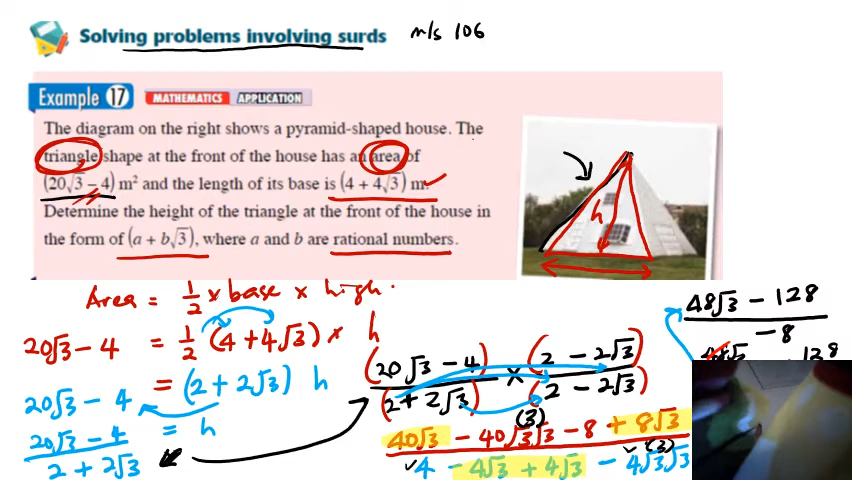 Solving problems involving surds m/s 106
Example 17 MATHEMATICS APPLICATION
The diagram on the right shows a pyramid-shaped house. The
triangle shape at the front of the house has an area of
(20√3 – 4) m² and the length of its base is (4 + 4√3) m.
Determine the height of the triangle at the front of the house in
the form of (a + b√3), where a and b are rational numbers.
h
Area = 1/2 × base × high.
20√3 – 4 = 1/2 (4 + 4√3) × h
20√3 – 4 = (2 + 2√3) h
(20√3 – 4)/(2 + 2√3) = h
(20√3 – 4)/(2 + 2√3) × (2 – 2√3)/(2 – 2√3)
(3)
40√3 – 40√3√3 – 8 + 8√3
(3)
4 – 4√3 + 4√3 – 4√3√3
(48√3 – 128)/–8
128